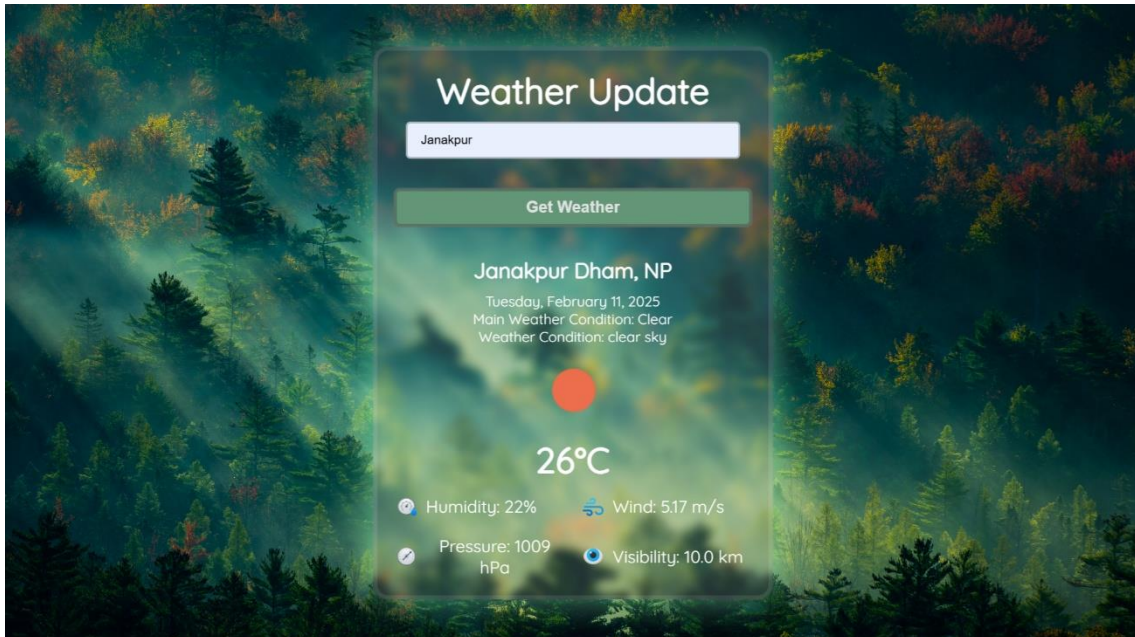 Weather Update
Janakpur
Get Weather
Janakpur Dham, NP
Tuesday, February 11, 2025
Main Weather Condition: Clear
Weather Condition: clear sky
26°C
Humidity: 22%
Wind: 5.17 m/s
Pressure: 1009
hPa
Visibility: 10.0 km